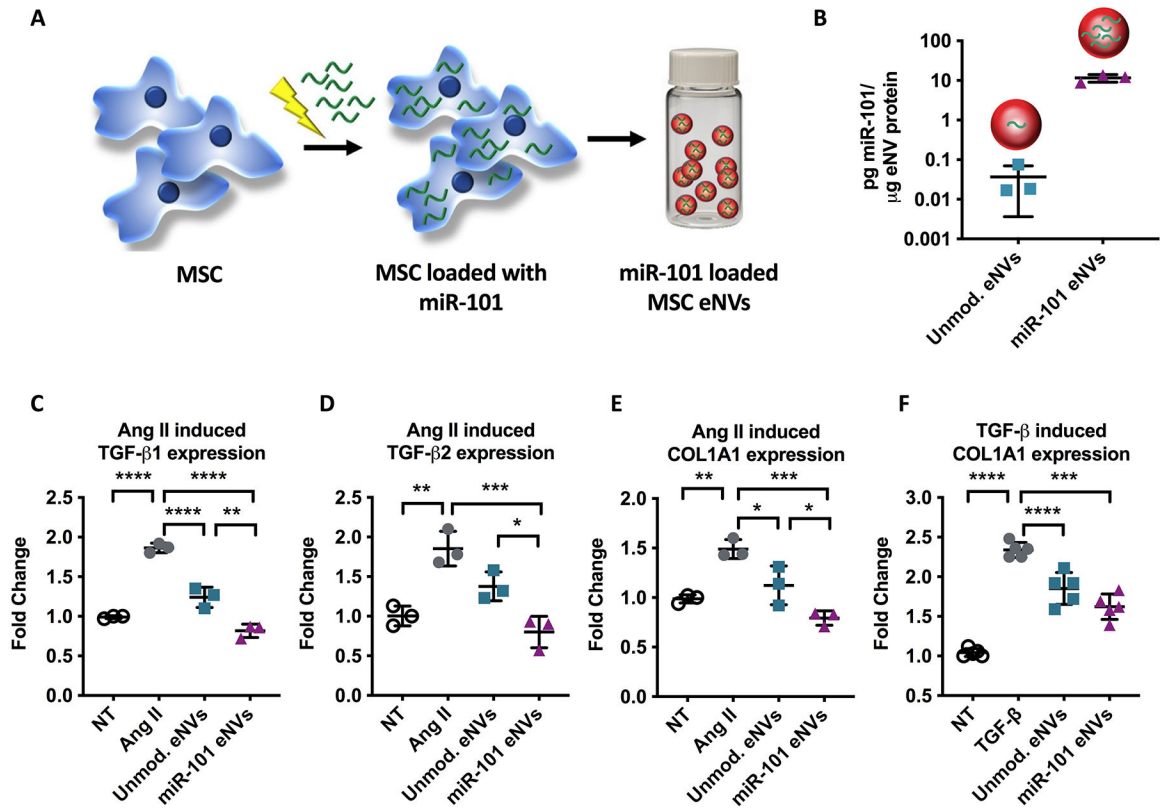 A
MSC
MSC loaded with
miR-101
miR-101 loaded
MSC eNVs
B
pg miR-101/
μg eNV protein
100
10
1
0.1
0.01
0.001
Unmod. eNVs
miR-101 eNVs
C
Ang II induced
TGF-β1 expression
**** ****
**** **
Fold Change
2.5
2.0
1.5
1.0
0.5
0.0
NT
Ang II
Unmod. eNVs
miR-101 eNVs
D
Ang II induced
TGF-β2 expression
** ***
*
Fold Change
2.5
2.0
1.5
1.0
0.5
0.0
NT
Ang II
Unmod. eNVs
miR-101 eNVs
E
Ang II induced
COL1A1 expression
** ***
* *
Fold Change
2.0
1.5
1.0
0.5
0.0
NT
Ang II
Unmod. eNVs
miR-101 eNVs
F
TGF-β induced
COL1A1 expression
**** ***
****
Fold Change
3.0
2.5
2.0
1.5
1.0
0.5
NT
TGF-β
Unmod. eNVs
miR-101 eNVs